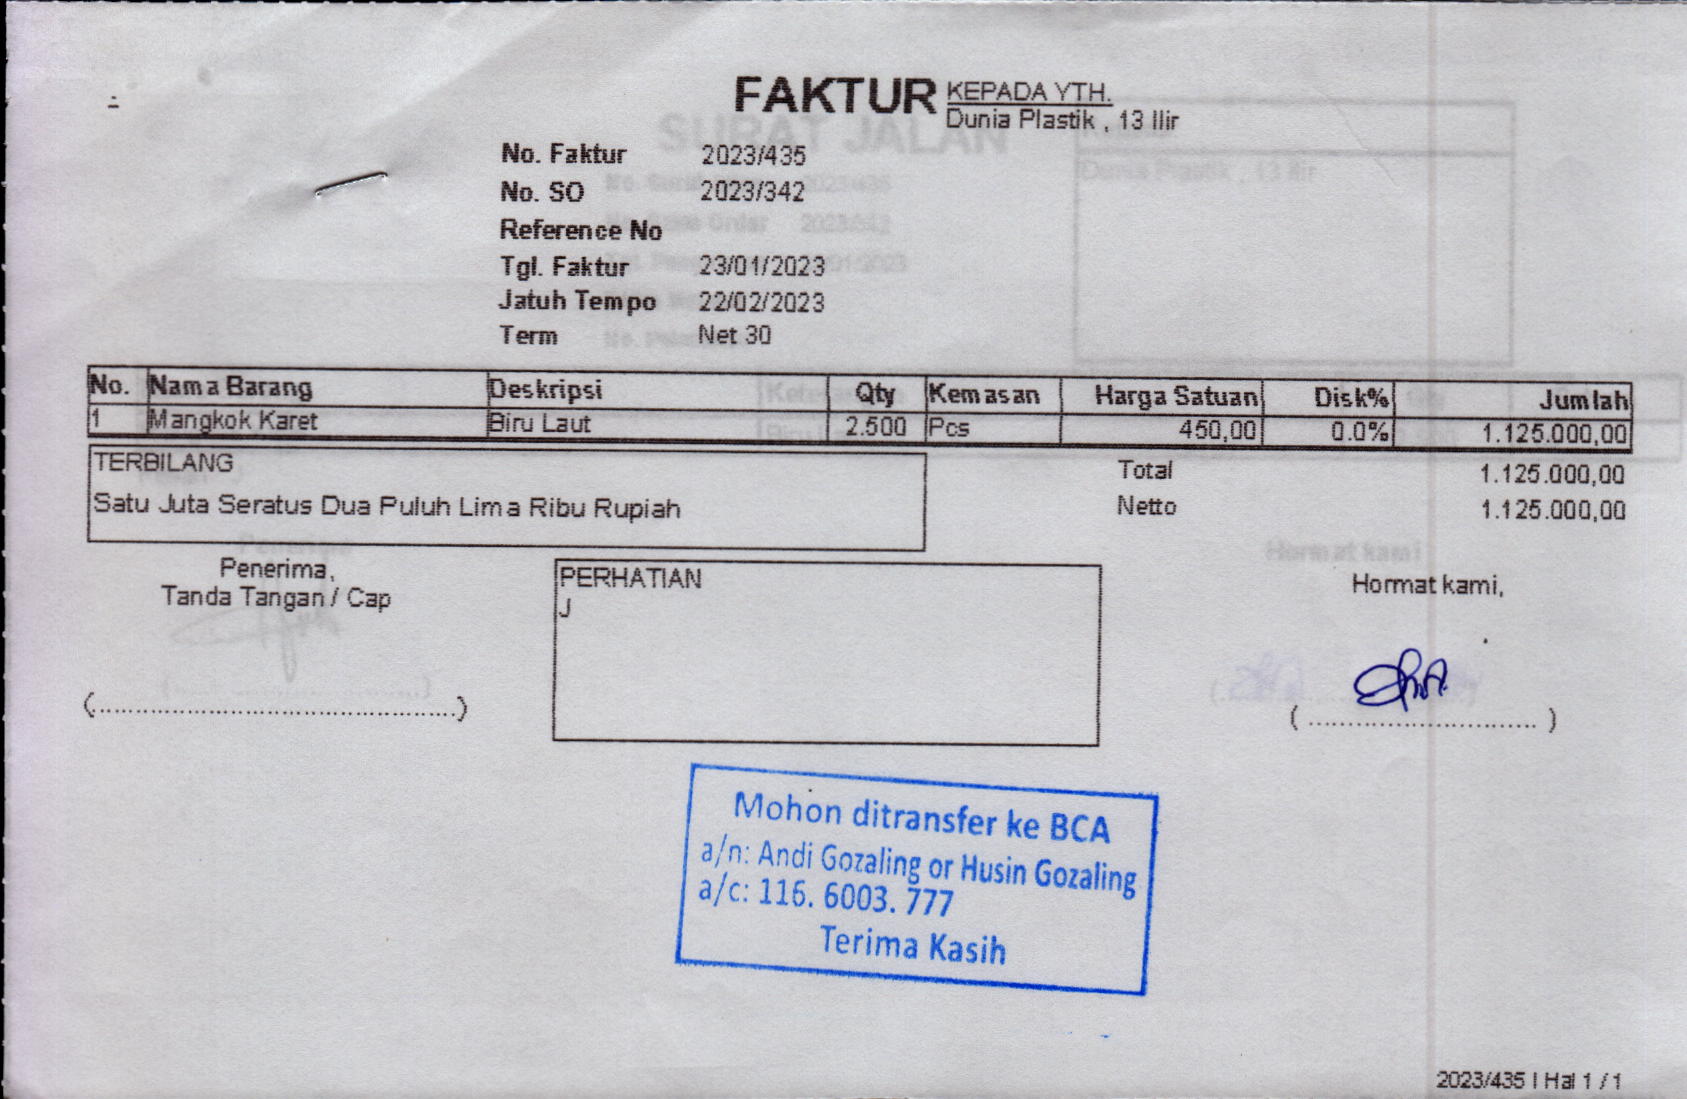 FAKTUR
KEPADA YTH.
Dunia Plastik , 13 Ilir
No. Faktur 2023/435
No. SO 2023/342
Reference No
Tgl. Faktur 23/01/2023
Jatuh Tempo 22/02/2023
Term Net 30
No. Nama Barang Deskripsi Qty Kemasan Harga Satuan Disk% Jumlah
1 Mangkok Karet Biru Laut 2.500 Pcs 450,00 0.0% 1.125.000,00
TERBILANG
Satu Juta Seratus Dua Puluh Lima Ribu Rupiah
Total 1.125.000,00
Netto 1.125.000,00
Penerima,
Tanda Tangan / Cap
(..............................................)
PERHATIAN
J
Hormat kami,
( ............................. )
Mohon ditransfer ke BCA
a/n: Andi Gozaling or Husin Gozaling
a/c: 116. 6003. 777
Terima Kasih
2023/435 | Hal 1 / 1